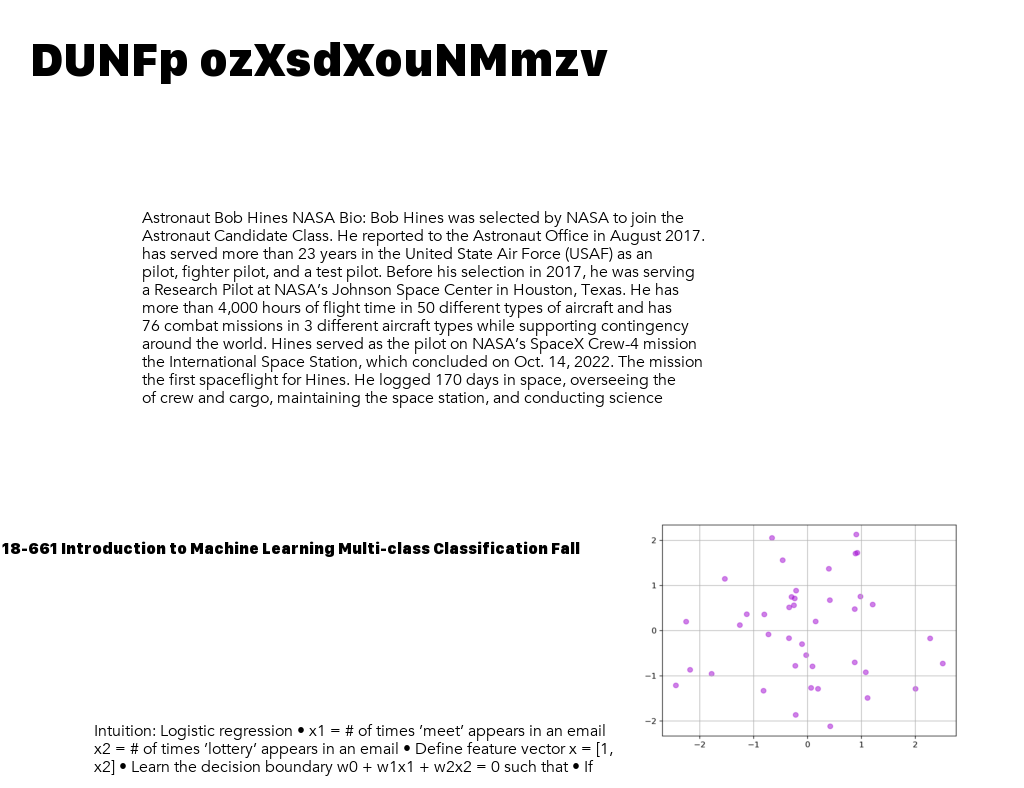 DUNFp ozXsdXouNMmzv
Astronaut Bob Hines NASA Bio: Bob Hines was selected by NASA to join the
Astronaut Candidate Class. He reported to the Astronaut Office in August 2017.
has served more than 23 years in the United State Air Force (USAF) as an
pilot, fighter pilot, and a test pilot. Before his selection in 2017, he was serving
a Research Pilot at NASA’s Johnson Space Center in Houston, Texas. He has
more than 4,000 hours of flight time in 50 different types of aircraft and has
76 combat missions in 3 different aircraft types while supporting contingency
around the world. Hines served as the pilot on NASA’s SpaceX Crew-4 mission
the International Space Station, which concluded on Oct. 14, 2022. The mission
the first spaceflight for Hines. He logged 170 days in space, overseeing the
of crew and cargo, maintaining the space station, and conducting science
18-661 Introduction to Machine Learning Multi-class Classification Fall
2
1
0
−1
−2
−2 −1 0 1 2
Intuition: Logistic regression • x1 = # of times ’meet’ appears in an email
x2 = # of times ’lottery’ appears in an email • Define feature vector x = [1,
x2] • Learn the decision boundary w0 + w1x1 + w2x2 = 0 such that • If